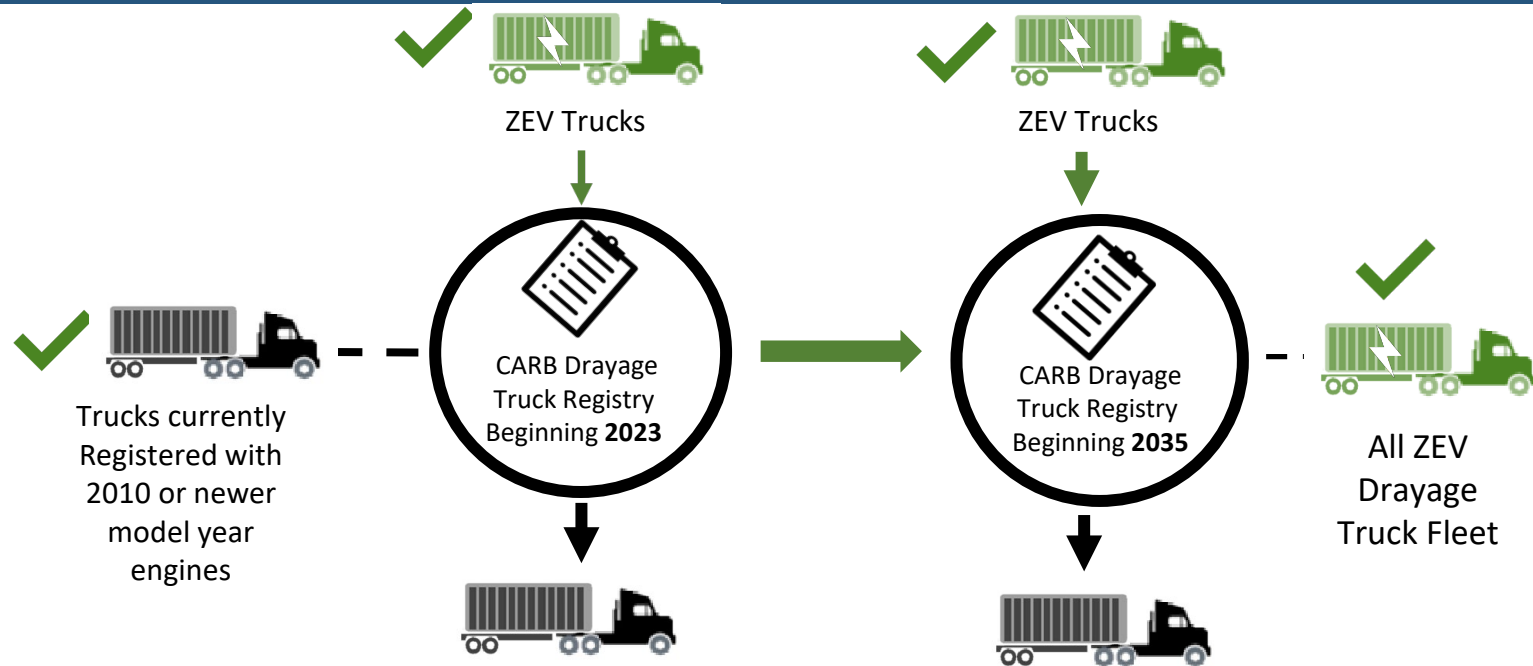 ZEV Trucks
ZEV Trucks
CARB Drayage
Truck Registry
Beginning 2023
CARB Drayage
Truck Registry
Beginning 2035
Trucks currently
Registered with
2010 or newer
model year
engines
All ZEV
Drayage
Truck Fleet